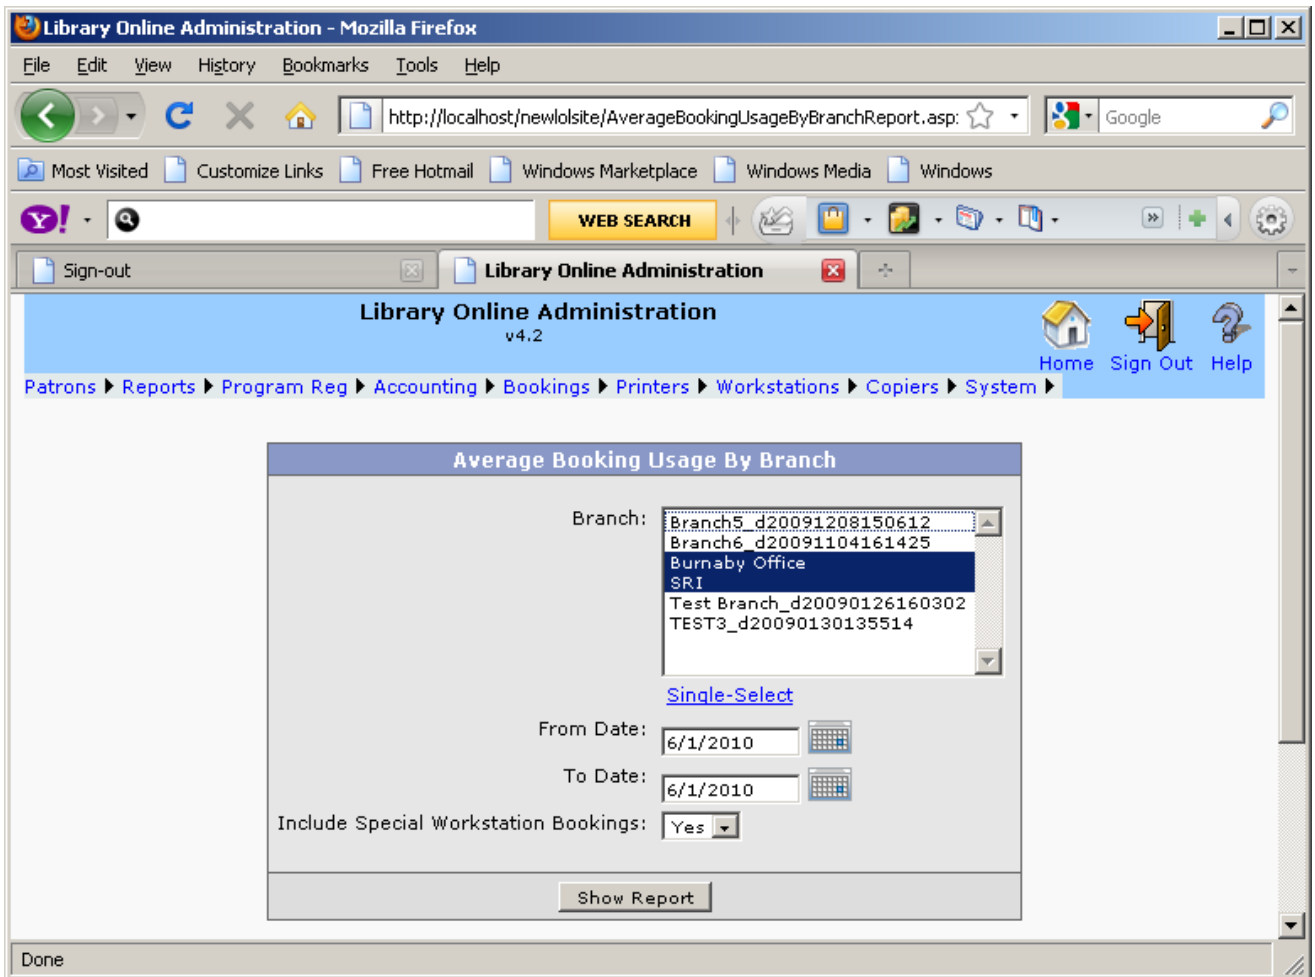 Library Online Administration - Mozilla Firefox
File Edit View History Bookmarks Tools Help
http://localhost/newlolsite/AverageBookingUsageByBranchReport.asp: Google
Most Visited Customize Links Free Hotmail Windows Marketplace Windows Media Windows
Y! WEB SEARCH
Sign-out Library Online Administration
Library Online Administration
v4.2
Home Sign Out Help
Patrons Reports Program Reg Accounting Bookings Printers Workstations Copiers System
Average Booking Usage By Branch
Branch: Branch5_d20091208150612
Branch6_d20091104161425
Burnaby Office
SRI
Test Branch_d20090126160302
TEST3_d20090130135514
Single-Select
From Date: 6/1/2010
To Date: 6/1/2010
Include Special Workstation Bookings: Yes
Show Report
Done